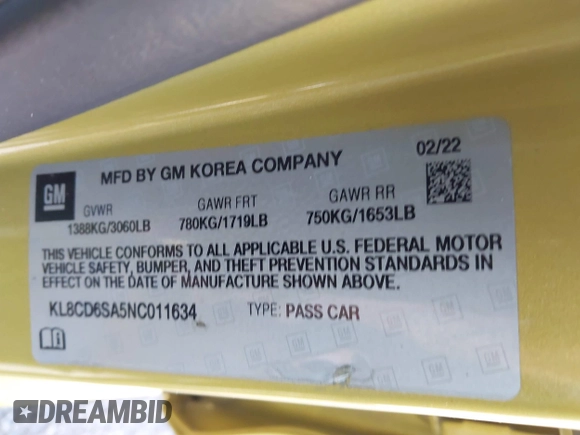 GM
MFD BY GM KOREA COMPANY
02/22
GVWR
1388KG/3060LB
GAWR FRT
780KG/1719LB
GAWR RR
750KG/1653LB
THIS VEHICLE CONFORMS TO ALL APPLICABLE U.S. FEDERAL MOTOR
VEHICLE SAFETY, BUMPER, AND THEFT PREVENTION STANDARDS IN
EFFECT ON THE DATE OF MANUFACTURE SHOWN ABOVE.
KL8CD6SA5NC011634
TYPE: PASS CAR
DREAMBID